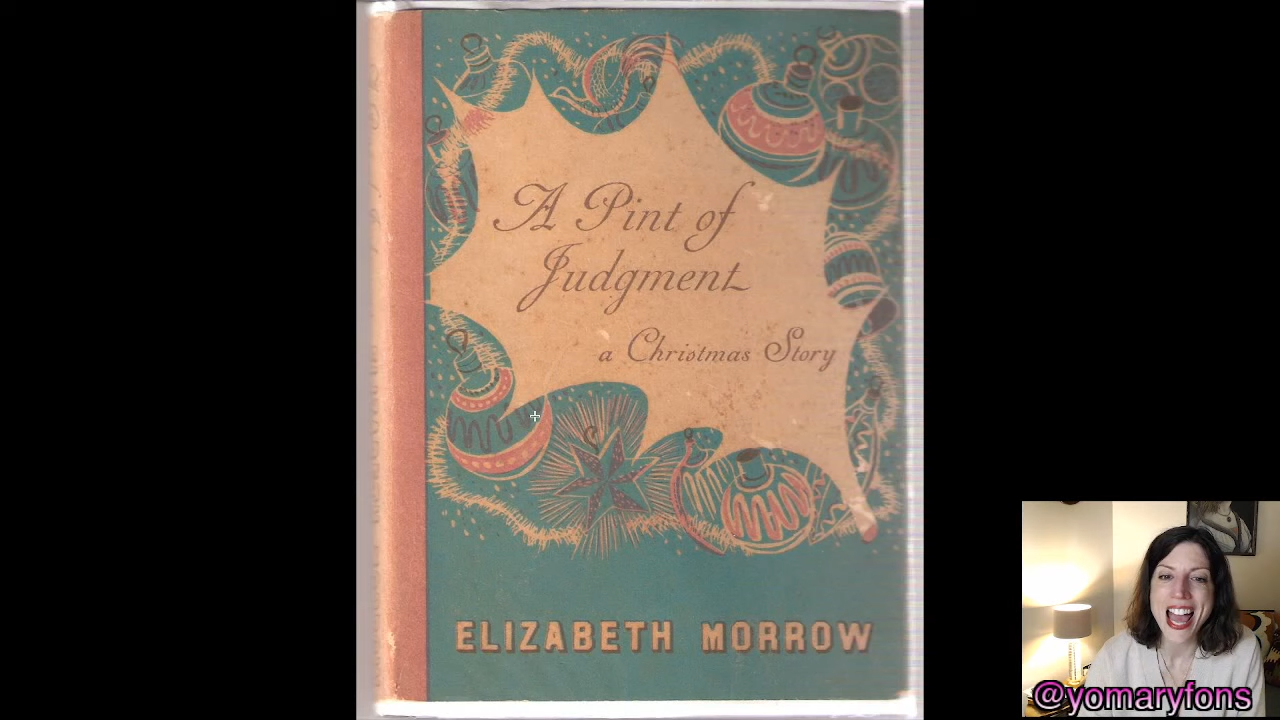 A Pint of
Judgment
a Christmas Story
ELIZABETH MORROW
@yomaryfons